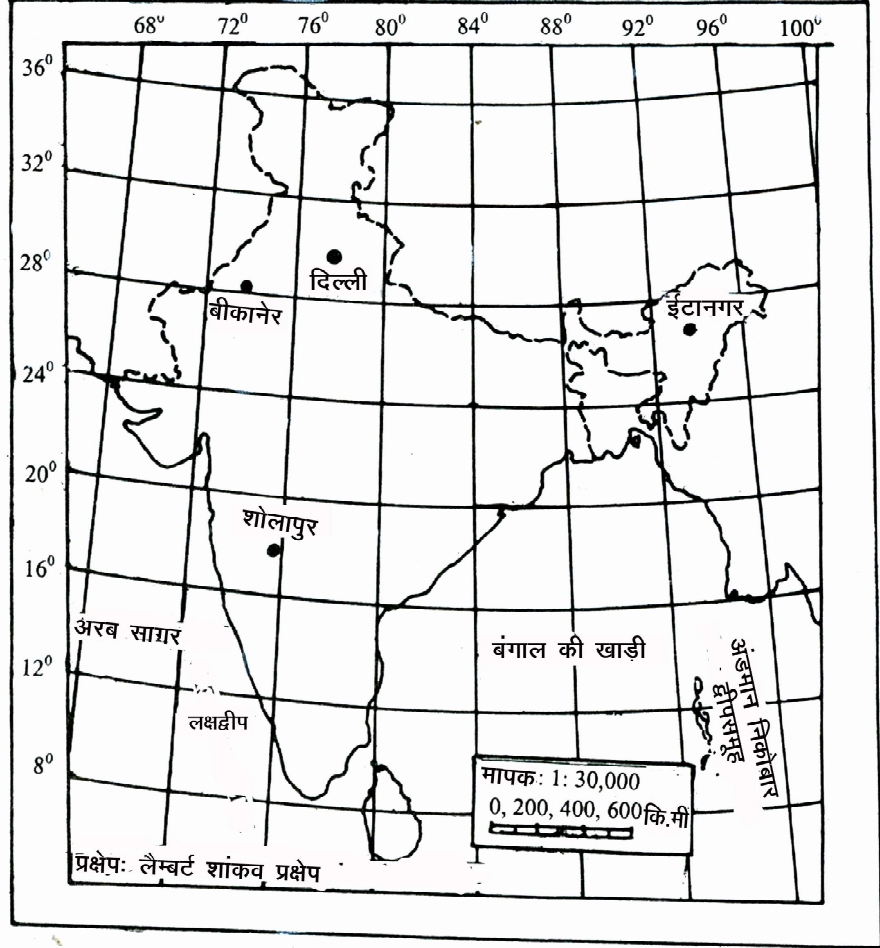 68⁰ 72⁰ 76⁰ 80⁰ 84⁰ 88⁰ 92⁰ 96⁰ 100⁰
36⁰
32⁰
28⁰
24⁰
20⁰
16⁰
12⁰
8⁰
दिल्ली
बीकानेर
ईटानगर
शोलापुर
अरब सागर
बंगाल की खाड़ी
लक्षद्वीप
अंडमान निकोबार
द्वीपसमूह
मापकः 1: 30,000
0, 200, 400, 600 कि.मी
प्रक्षेपः लैम्बर्ट शांकव प्रक्षेप